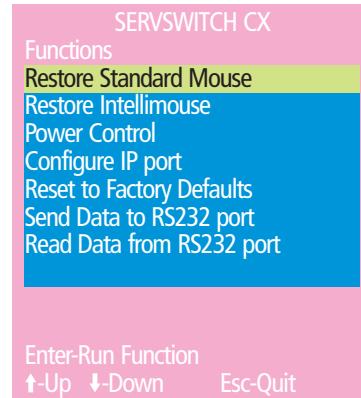 SERVSWITCH CX
Functions
Restore Standard Mouse
Restore Intellimouse
Power Control
Configure IP port
Reset to Factory Defaults
Send Data to RS232 port
Read Data from RS232 port
Enter-Run Function
⬆-Up ⬇-Down Esc-Quit